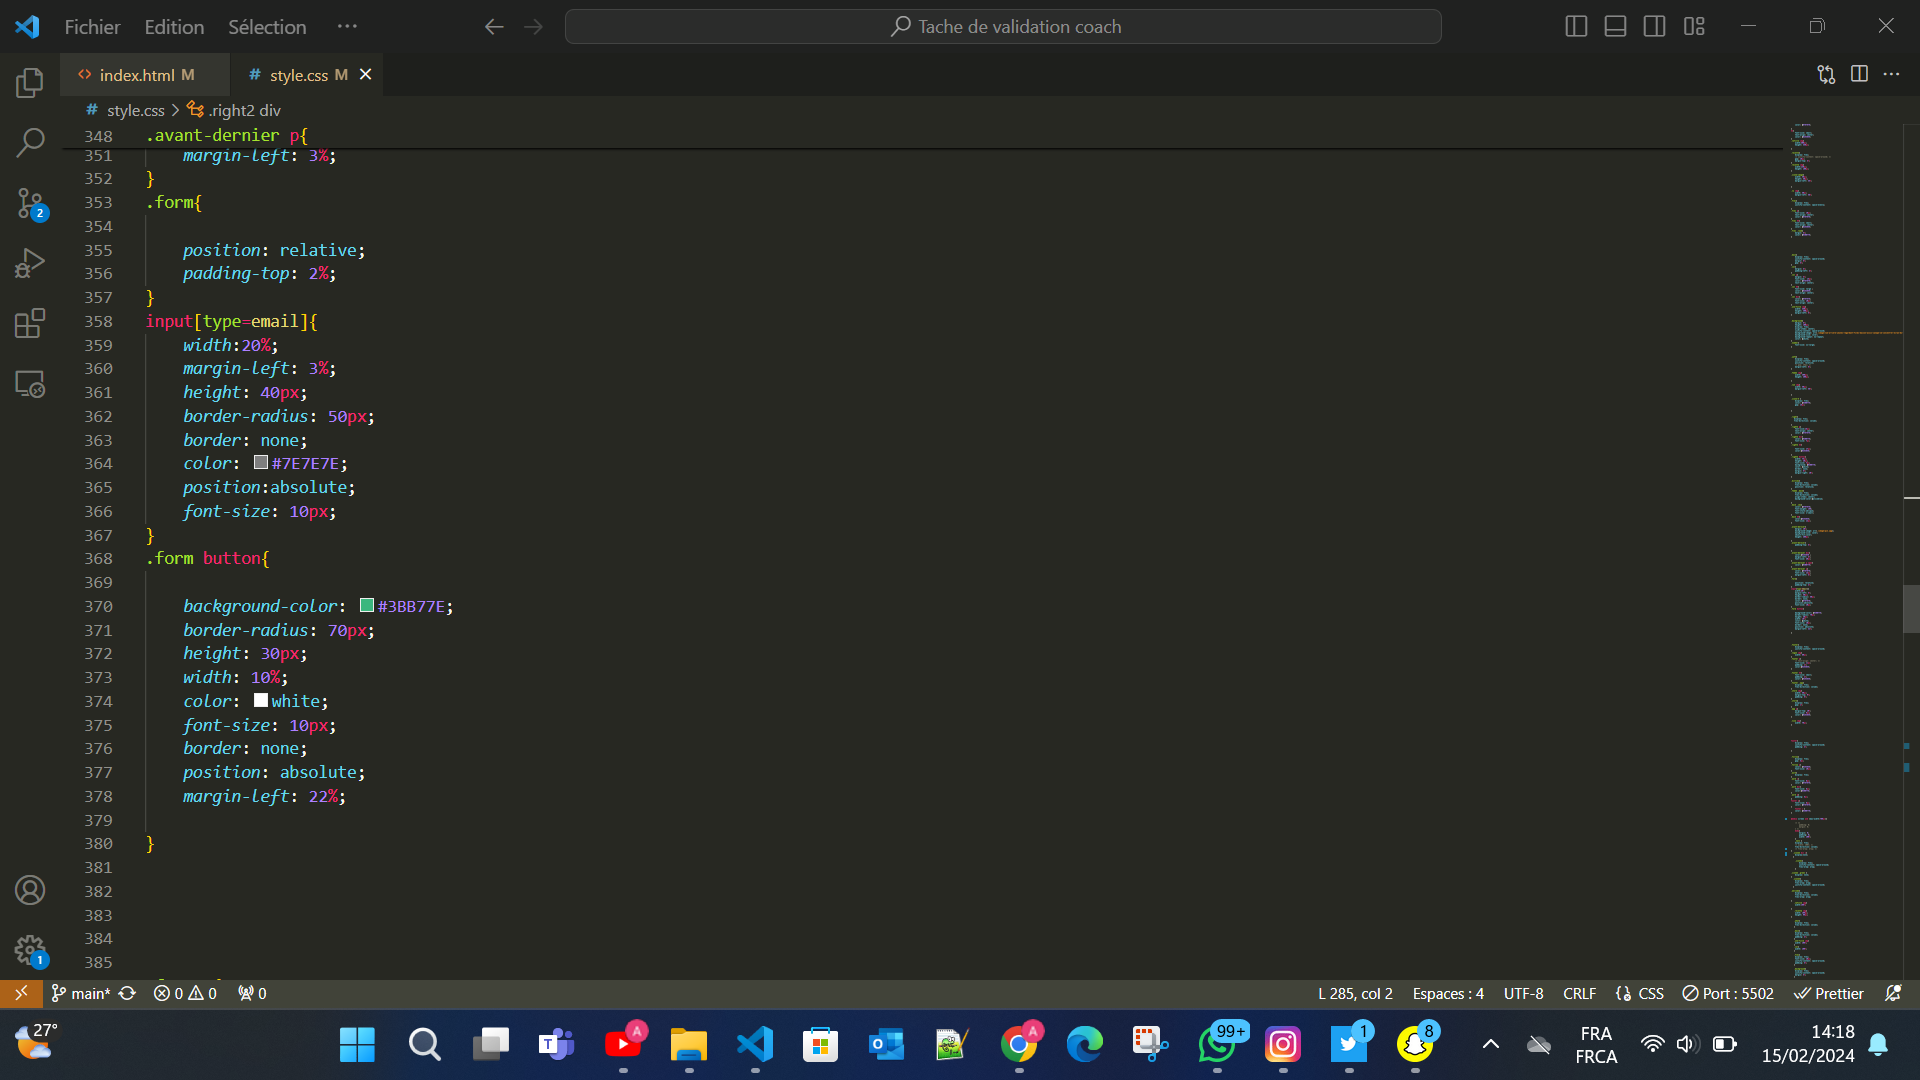 Fichier Edition Sélection ···
Tache de validation coach
index.html M
# style.css M
# style.css > .right2 div
348 .avant-dernier p{
351 margin-left: 3%;
352 }
353 .form{
354
355 position: relative;
356 padding-top: 2%;
357 }
358 input[type=email]{
359 width:20%;
360 margin-left: 3%;
361 height: 40px;
362 border-radius: 50px;
363 border: none;
364 color: #7E7E7E;
365 position:absolute;
366 font-size: 10px;
367 }
368 .form button{
369
370 background-color: #3BB77E;
371 border-radius: 70px;
372 height: 30px;
373 width: 10%;
374 color: white;
375 font-size: 10px;
376 border: none;
377 position: absolute;
378 margin-left: 22%;
379
380 }
381
382
383
384
385
2
1
main* 0 0 0
L 285, col 2 Espaces : 4 UTF-8 CRLF CSS Port : 5502 Prettier
27°
A
A
99+
1
8
FRA
FRCA
14:18
15/02/2024